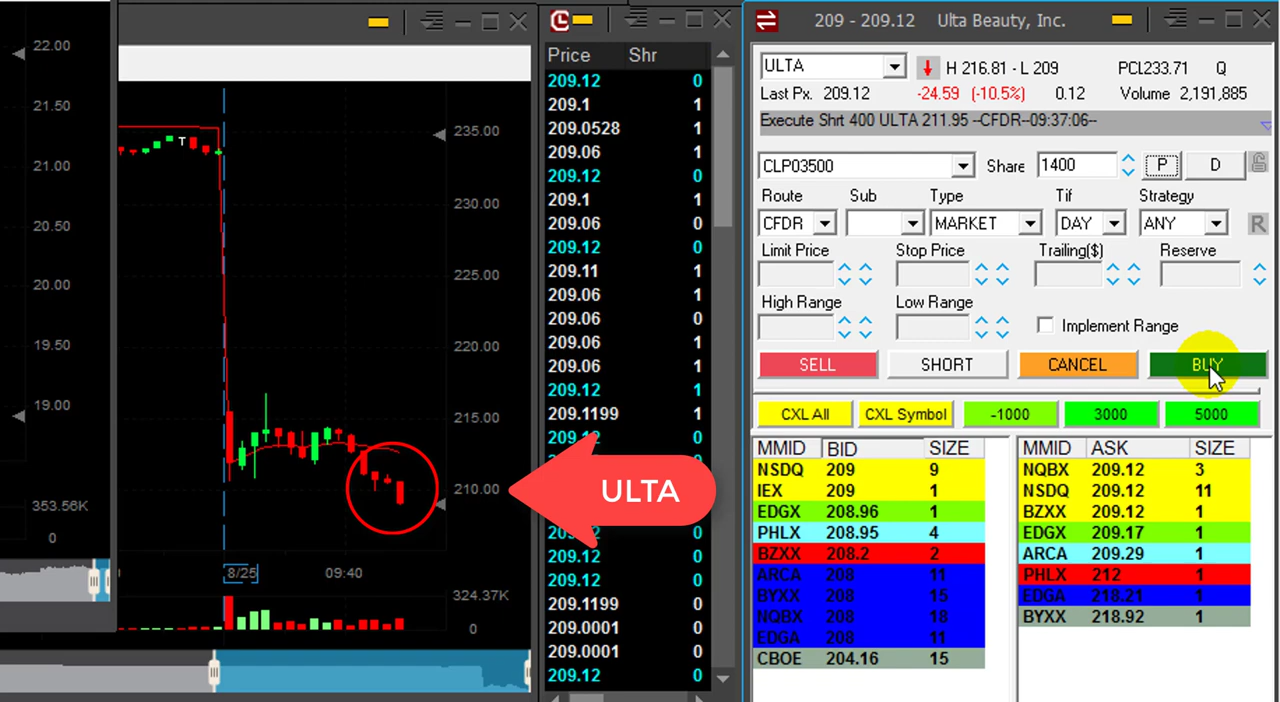 22.00
21.50
21.00
20.50
20.00
19.50
19.00
353.56K
0
235.00
230.00
225.00
220.00
215.00
210.00
8/25
09:40
324.37K
0
T
ULTA
Price Shr
209.12 0
209.1 1
209.0528 1
209.06 1
209.12 0
209.1 1
209.06 0
209.12 0
209.11 1
209.06 1
209.06 0
209.06 1
209.06 1
209.12 1
209.1199 1
209.12 0
209.12 0
209.12 0
209.1199 0
209.0001 0
209.0001 0
209.12 0
209 - 209.12 Ulta Beauty, Inc.
ULTA H 216.81 - L 209 PCL233.71 Q
Last Px. 209.12 -24.59 (-10.5%) 0.12 Volume 2,191,885
Execute Shrt 400 ULTA 211.95 --CFDR--09:37:06--
CLP03500 Share 1400 P D
Route Sub Type Tif Strategy
CFDR MARKET DAY ANY R
Limit Price Stop Price Trailing($) Reserve
High Range Low Range
Implement Range
SELL SHORT CANCEL BUY
CXL All CXL Symbol -1000 3000 5000
MMID BID SIZE
NSDQ 209 9
IEX 209 1
EDGX 208.96 1
PHLX 208.95 4
BZXX 208.2 2
ARCA 208 11
BYXX 208 15
NQBX 208 18
EDGA 208 11
CBOE 204.16 15
MMID ASK SIZE
NQBX 209.12 3
NSDQ 209.12 11
BZXX 209.12 1
EDGX 209.17 1
ARCA 209.29 1
PHLX 212 1
EDGA 218.21 1
BYXX 218.92 1